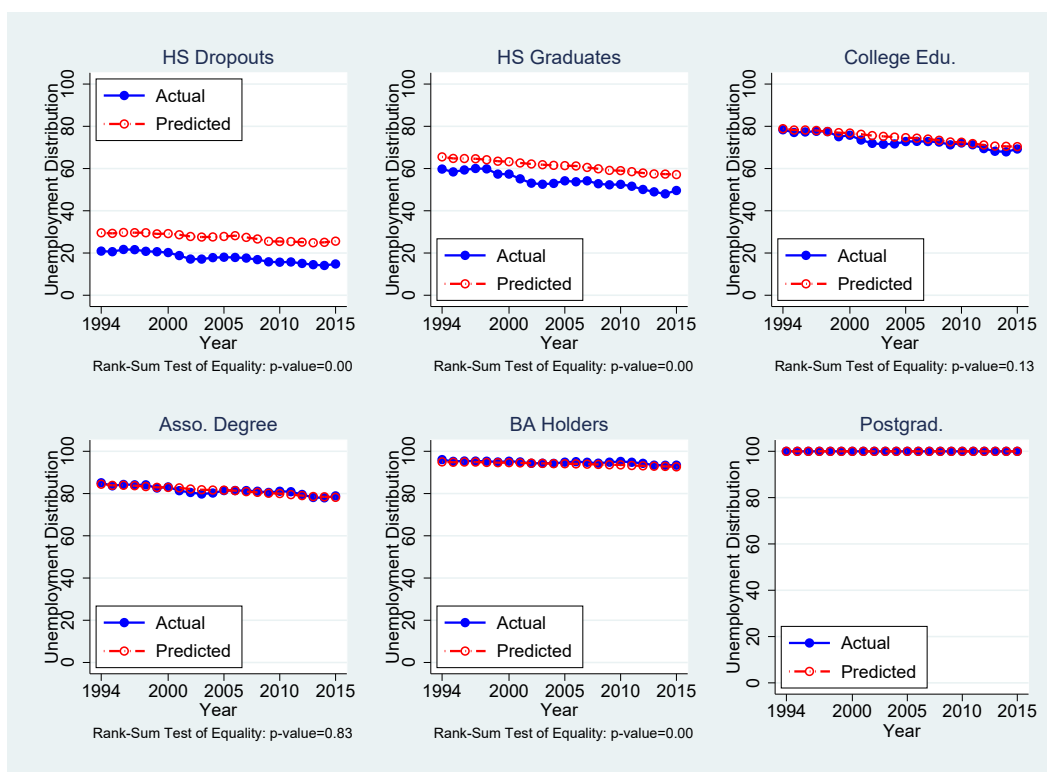 HS Dropouts
Unemployment Distribution
0 20 40 60 80 100
Actual
Predicted
1994 2000 2005 2010 2015
Year
Rank-Sum Test of Equality: p-value=0.00
HS Graduates
Unemployment Distribution
0 20 40 60 80 100
Actual
Predicted
1994 2000 2005 2010 2015
Year
Rank-Sum Test of Equality: p-value=0.00
College Edu.
Unemployment Distribution
0 20 40 60 80 100
Actual
Predicted
1994 2000 2005 2010 2015
Year
Rank-Sum Test of Equality: p-value=0.13
Asso. Degree
Unemployment Distribution
0 20 40 60 80 100
Actual
Predicted
1994 2000 2005 2010 2015
Year
Rank-Sum Test of Equality: p-value=0.83
BA Holders
Unemployment Distribution
0 20 40 60 80 100
Actual
Predicted
1994 2000 2005 2010 2015
Year
Rank-Sum Test of Equality: p-value=0.00
Postgrad.
Unemployment Distribution
0 20 40 60 80 100
Actual
Predicted
1994 2000 2005 2010 2015
Year